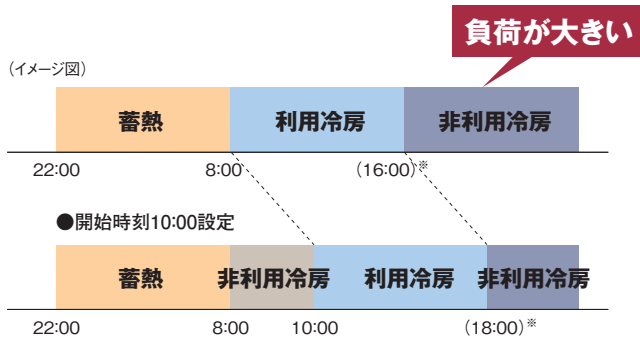 負荷が大きい
（イメージ図）
蓄熱 利用冷房 非利用冷房
22:00 8:00 （16:00）※
●開始時刻10:00設定
蓄熱 非利用冷房 利用冷房 非利用冷房
22:00 8:00 10:00 （18:00）※